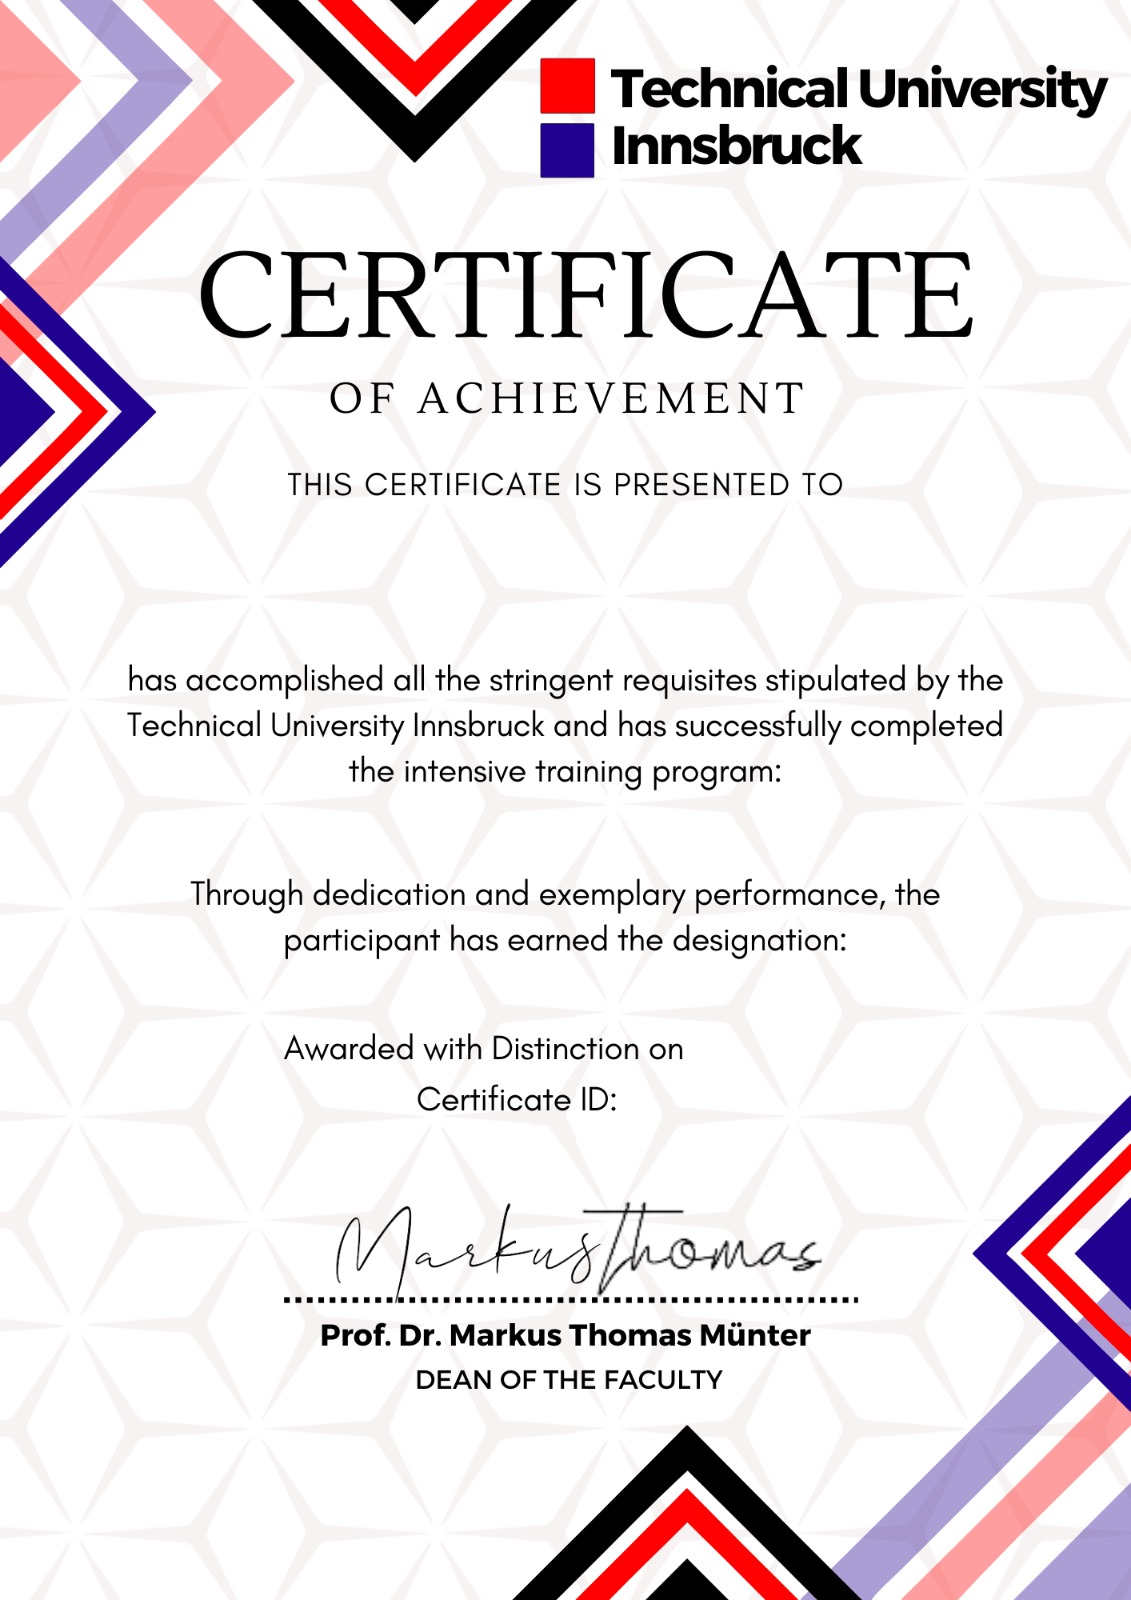 Technical University
Innsbruck
CERTIFICATE
OF ACHIEVEMENT
THIS CERTIFICATE IS PRESENTED TO
has accomplished all the stringent requisites stipulated by the
Technical University Innsbruck and has successfully completed
the intensive training program:
Through dedication and exemplary performance, the
participant has earned the designation:
Awarded with Distinction on
Certificate ID:
Markus Thomas
Prof. Dr. Markus Thomas Münter
DEAN OF THE FACULTY